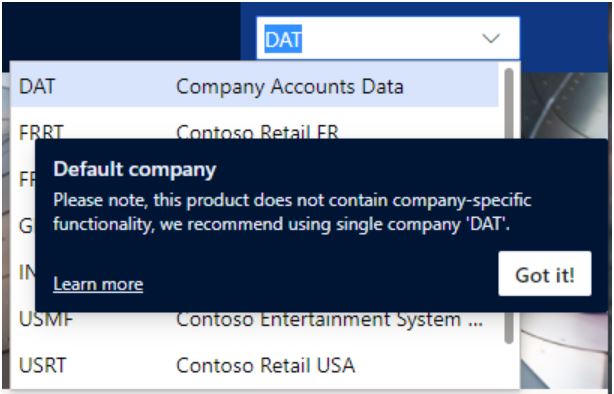 DAT
DAT Company Accounts Data
FRRT Contoso Retail FR
Default company
Please note, this product does not contain company-specific
functionality, we recommend using single company 'DAT'.
Learn more
Got it!
USMF Contoso Entertainment System ...
USRT Contoso Retail USA